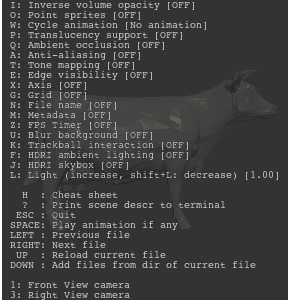 I: Inverse volume opacity [OFF]
O: Point sprites [OFF]
W: Cycle animation [No animation]
P: Translucency support [OFF]
Q: Ambient occlusion [OFF]
A: Anti-aliasing [OFF]
T: Tone mapping [OFF]
E: Edge visibility [OFF]
X: Axis [OFF]
G: Grid [OFF]
N: File name [OFF]
M: Metadata [OFF]
Z: FPS Timer [OFF]
U: Blur background [OFF]
K: Trackball interaction [OFF]
F: HDRI ambient lighting [OFF]
J: HDRI skybox [OFF]
L: Light (increase, shift+L: decrease) [1.00]
H : Cheat sheet
? : Print scene descr to terminal
ESC : Quit
SPACE: Play animation if any
LEFT : Previous file
RIGHT: Next file
UP : Reload current file
DOWN : Add files from dir of current file
1: Front View camera
3: Right View camera